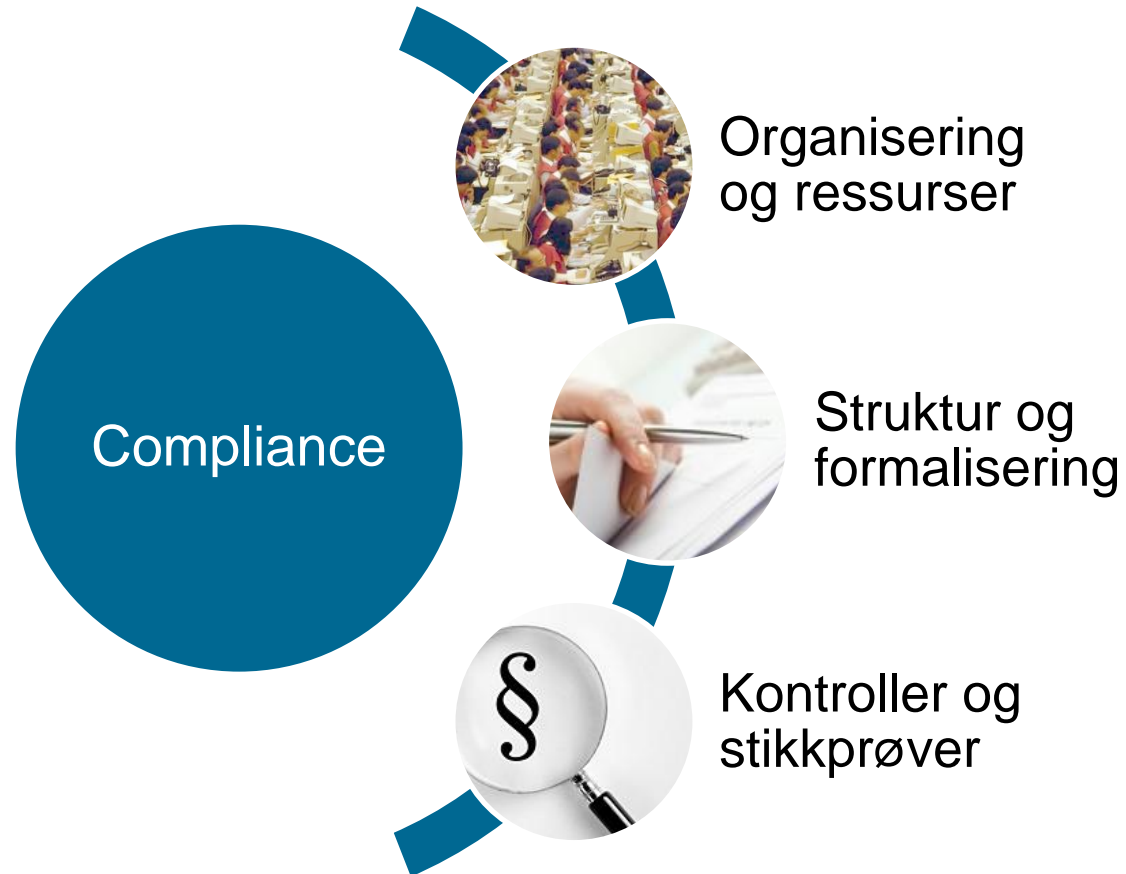 Compliance
Organisering
og ressurser
Struktur og
formalisering
§
Kontroller og
stikkprøver